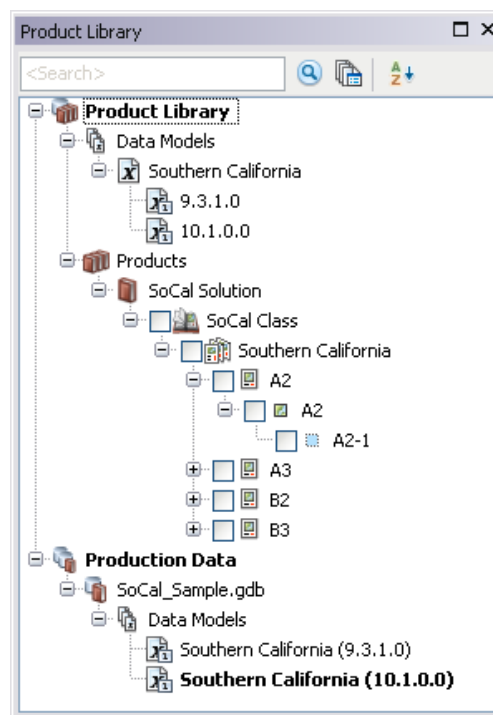 Product Library
<Search>
Product Library
Data Models
Southern California
9.3.1.0
10.1.0.0
Products
SoCal Solution
SoCal Class
Southern California
A2
A2
A2-1
A3
B2
B3
Production Data
SoCal_Sample.gdb
Data Models
Southern California (9.3.1.0)
Southern California (10.1.0.0)